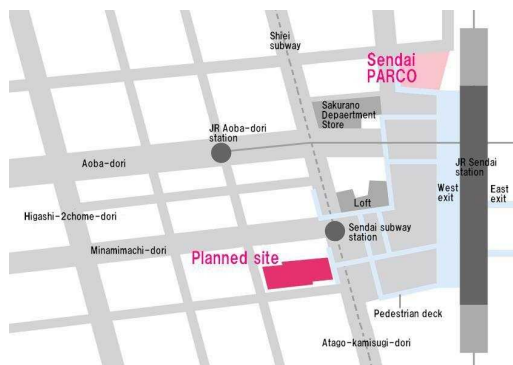 Shiei
subway
Sendai
PARCO
Sakurano
Depaertment
Store
JR Aoba-dori
station
Aoba-dori
JR Sendai
station
West
exit
East
exit
Loft
Higashi-2chome-dori
Sendai subway
station
Minamimachi-dori
Planned site
Pedestrian deck
Atago-kamisugi-dori